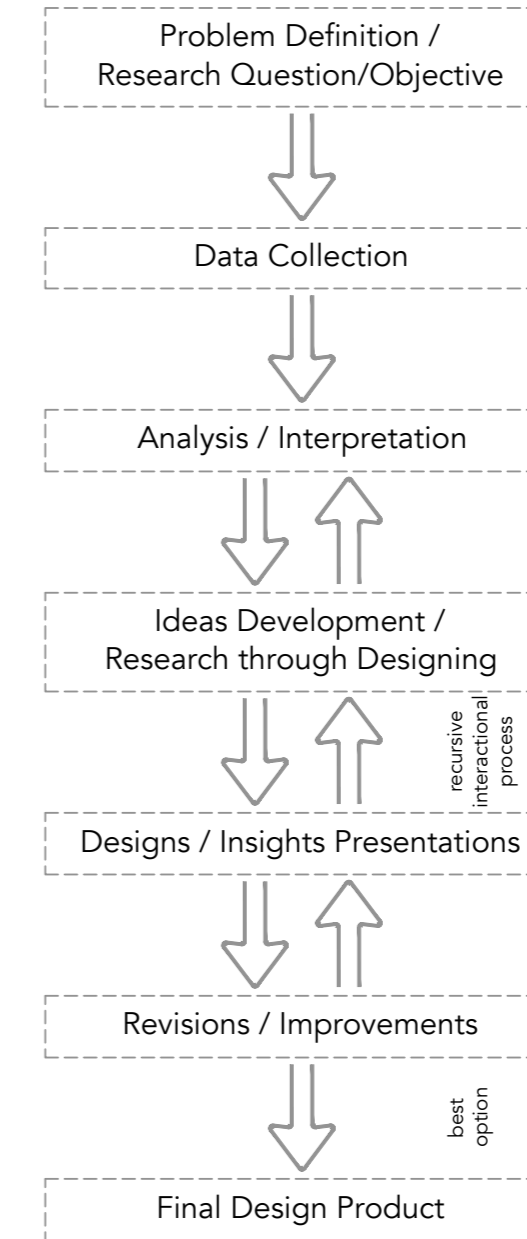 Problem Definition /
Research Question/Objective
Data Collection
Analysis / Interpretation
Ideas Development /
Research through Designing
recursive
interactional
process
Designs / Insights Presentations
Revisions / Improvements
best
option
Final Design Product